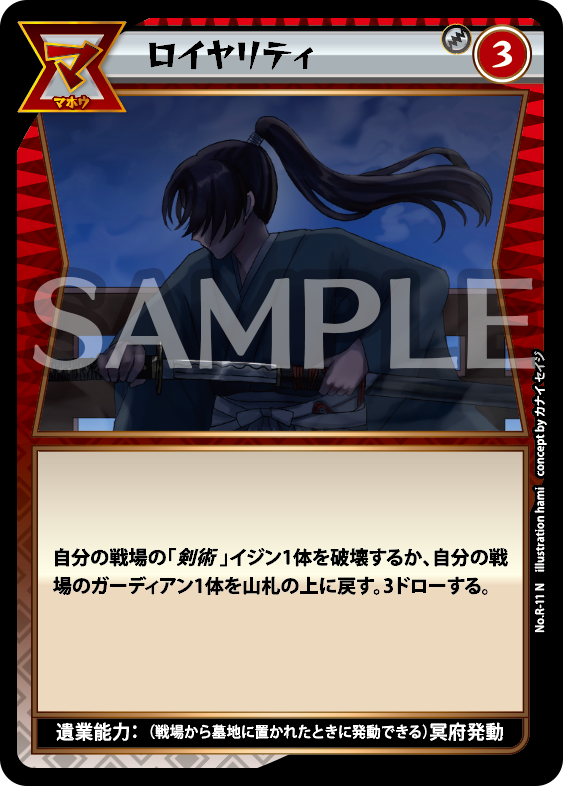 マ
マホウ
ロイヤリティ
3
SAMPLE
自分の戦場の「剣術」イジン1体を破壊するか、自分の戦
場のガーディアン1体を山札の上に戻す。3ドローする。
遺業能力：（戦場から墓地に置かれたときに発動できる）冥府発動
No.R-11 N illustration hami concept by カナイセイジ